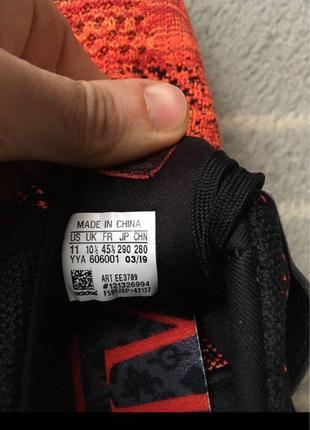 MADE IN CHINA
US UK FR JP CHN
11 10½ 45⅓ 290 280
YYA 606001 03/19
ART EE3709
#121326994
adidas